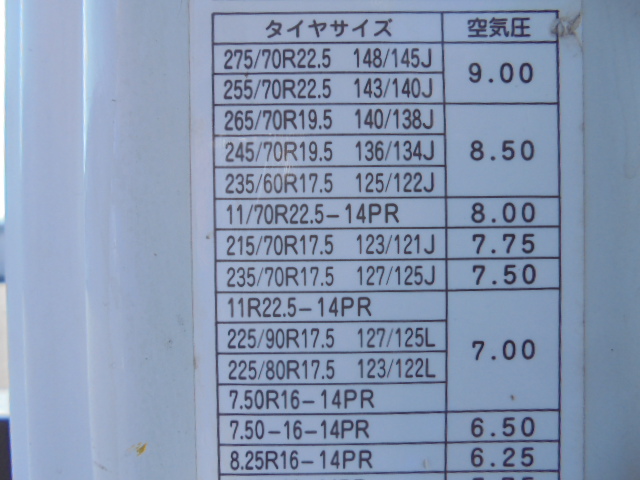 タイヤサイズ 空気圧
275/70R22.5 148/145J 9.00
255/70R22.5 143/140J
265/70R19.5 140/138J
245/70R19.5 136/134J 8.50
235/60R17.5 125/122J
11/70R22.5-14PR 8.00
215/70R17.5 123/121J 7.75
235/70R17.5 127/125J 7.50
11R22.5-14PR
225/90R17.5 127/125L 7.00
225/80R17.5 123/122L
7.50R16-14PR
7.50-16-14PR 6.50
8.25R16-14PR 6.25